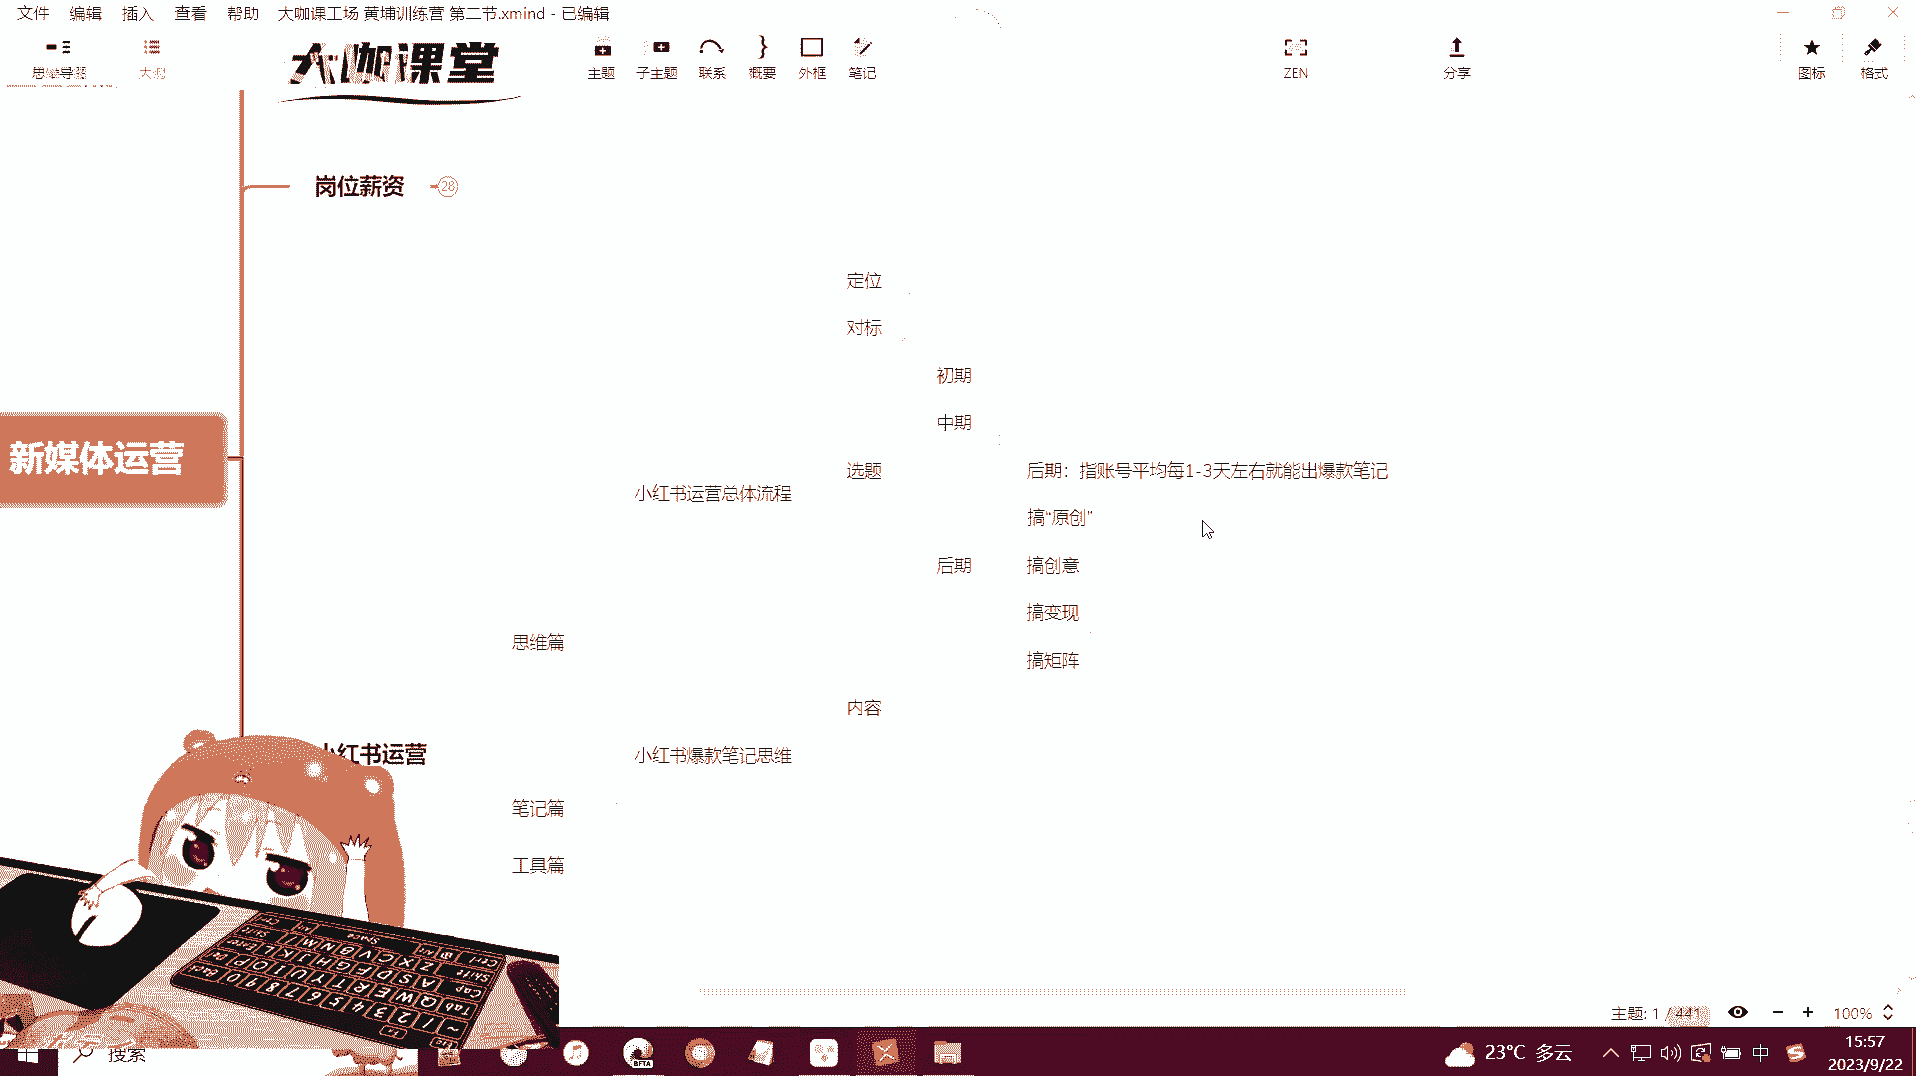 文件 编辑 插入 查看 帮助 大咖课工场 黄埔训练营 第二节.xmind - 已编辑
思维导图 大纲 大咖课堂 主题 子主题 联系 概要 外框 笔记 ZEN 分享 图标 格式
岗位薪资 28
定位
对标
初期
中期
新媒体运营
选题
后期：指账号平均每1-3天左右就能出爆款笔记
小红书运营总体流程
搞“原创”
后期
搞创意
搞变现
思维篇
搞矩阵
内容
小红书运营
小红书爆款笔记思维
笔记篇
工具篇
主题: 1 / 441 100%
搜索
BETA
23°C 多云
中
15:57
2023/9/22